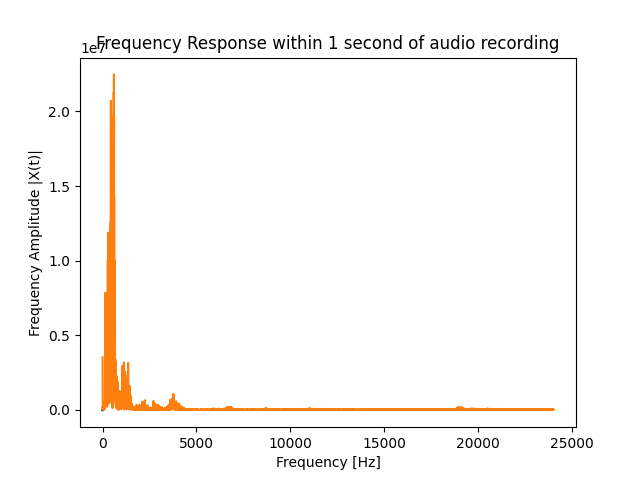 Frequency Response within 1 second of audio recording
1e7
2.0
1.5
1.0
0.5
0.0
Frequency Amplitude |X(t)|
0 5000 10000 15000 20000 25000
Frequency [Hz]